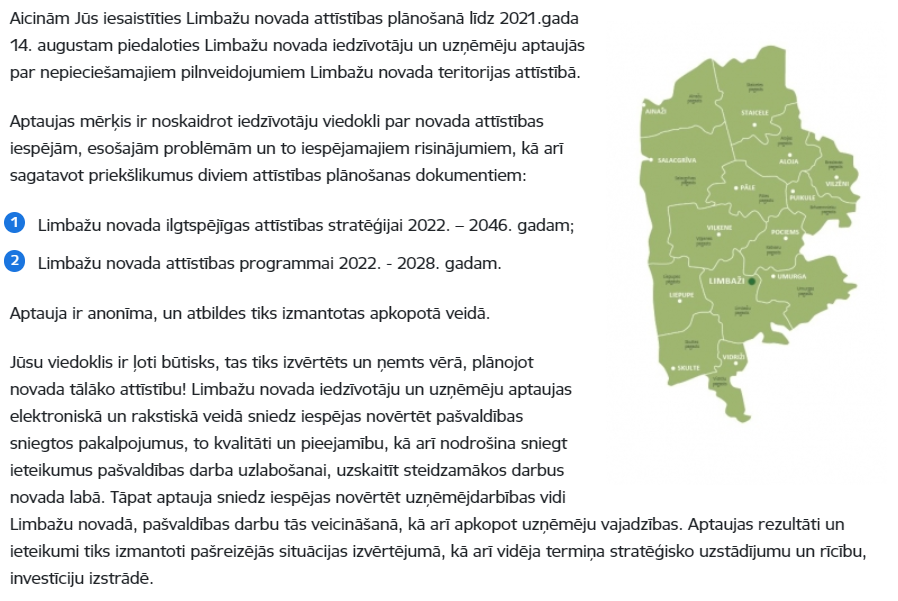 Aicinām Jūs iesaistīties Limbažu novada attīstības plānošanā līdz 2021.gada
14. augustam piedaloties Limbažu novada iedzīvotāju un uzņēmēju aptaujās
par nepieciešamajiem pilnveidojumiem Limbažu novada teritorijas attīstībā.
Aptaujas mērķis ir noskaidrot iedzīvotāju viedokli par novada attīstības
iespējām, esošajām problēmām un to iespējamajiem risinājumiem, kā arī
sagatavot priekšlikumus diviem attīstības plānošanas dokumentiem:
1 Limbažu novada ilgtspējīgas attīstības stratēģijai 2022. – 2046. gadam;
2 Limbažu novada attīstības programmai 2022. - 2028. gadam.
Aptauja ir anonīma, un atbildes tiks izmantotas apkopotā veidā.
Jūsu viedoklis ir ļoti būtisks, tas tiks izvērtēts un ņemts vērā, plānojot
novada tālāko attīstību! Limbažu novada iedzīvotāju un uzņēmēju aptaujas
elektroniskā un rakstiskā veidā sniedz iespējas novērtēt pašvaldības
sniegtos pakalpojumus, to kvalitāti un pieejamību, kā arī nodrošina sniegt
ieteikumus pašvaldības darba uzlabošanai, uzskaitīt steidzamākos darbus
novada labā. Tāpat aptauja sniedz iespējas novērtēt uzņēmējdarbības vidi
Limbažu novadā, pašvaldības darbu tās veicināšanā, kā arī apkopot uzņēmēju vajadzības. Aptaujas rezultāti un
ieteikumi tiks izmantoti pašreizējās situācijas izvērtējumā, kā arī vidēja termiņa stratēģisko uzstādījumu un rīcību,
investīciju izstrādē.
AINAŽI
STAICELE
SALACGRĪVA
ALOJA
VILZĒNI
PĀLE
PUIKULE
VILĶENE
POCIEMS
LIMBAŽI
UMURGA
LIEPUPE
VIDRIŽI
SKULTE